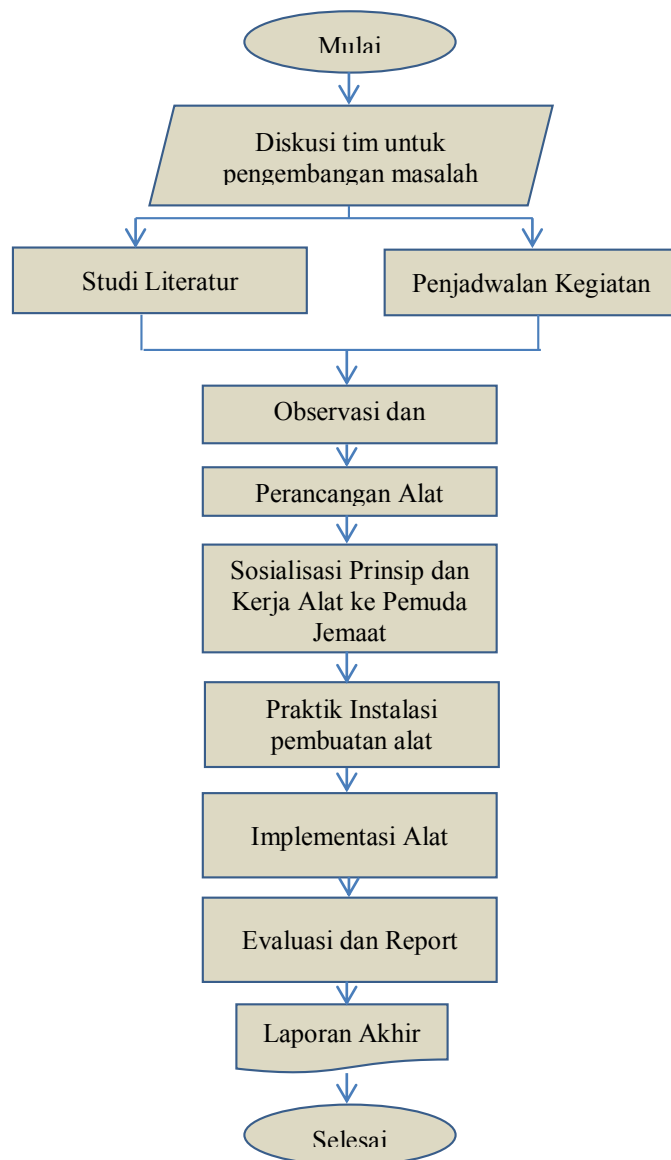 Mulai
Diskusi tim untuk
pengembangan masalah
Studi Literatur
Penjadwalan Kegiatan
Observasi dan
Perancangan Alat
Sosialisasi Prinsip dan
Kerja Alat ke Pemuda
Jemaat
Praktik Instalasi
pembuatan alat
Implementasi Alat
Evaluasi dan Report
Laporan Akhir
Selesai